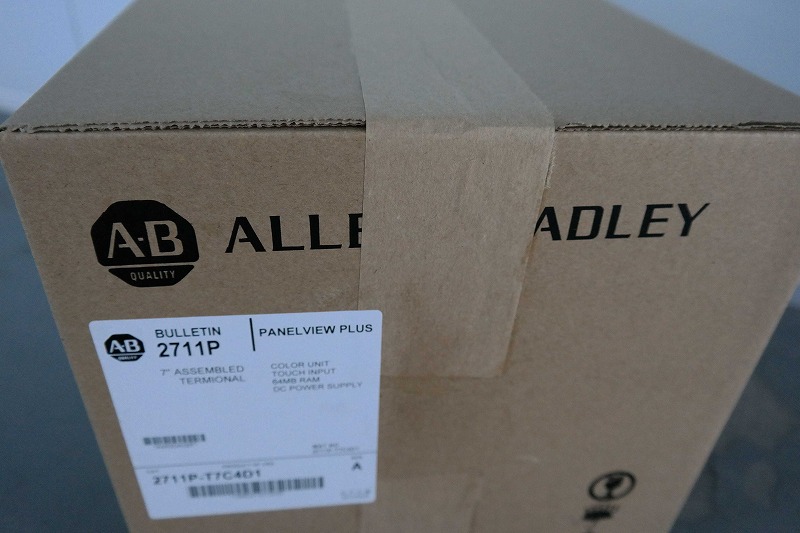 A-B QUALITY
ALLE ADLEY
A-B QUALITY
BULLETIN
2711P
PANELVIEW PLUS
7" ASSEMBLED
TERMIONAL
COLOR UNIT
TOUCH INPUT
64MB RAM
DC POWER SUPPLY
A
2711P-T7C4D1